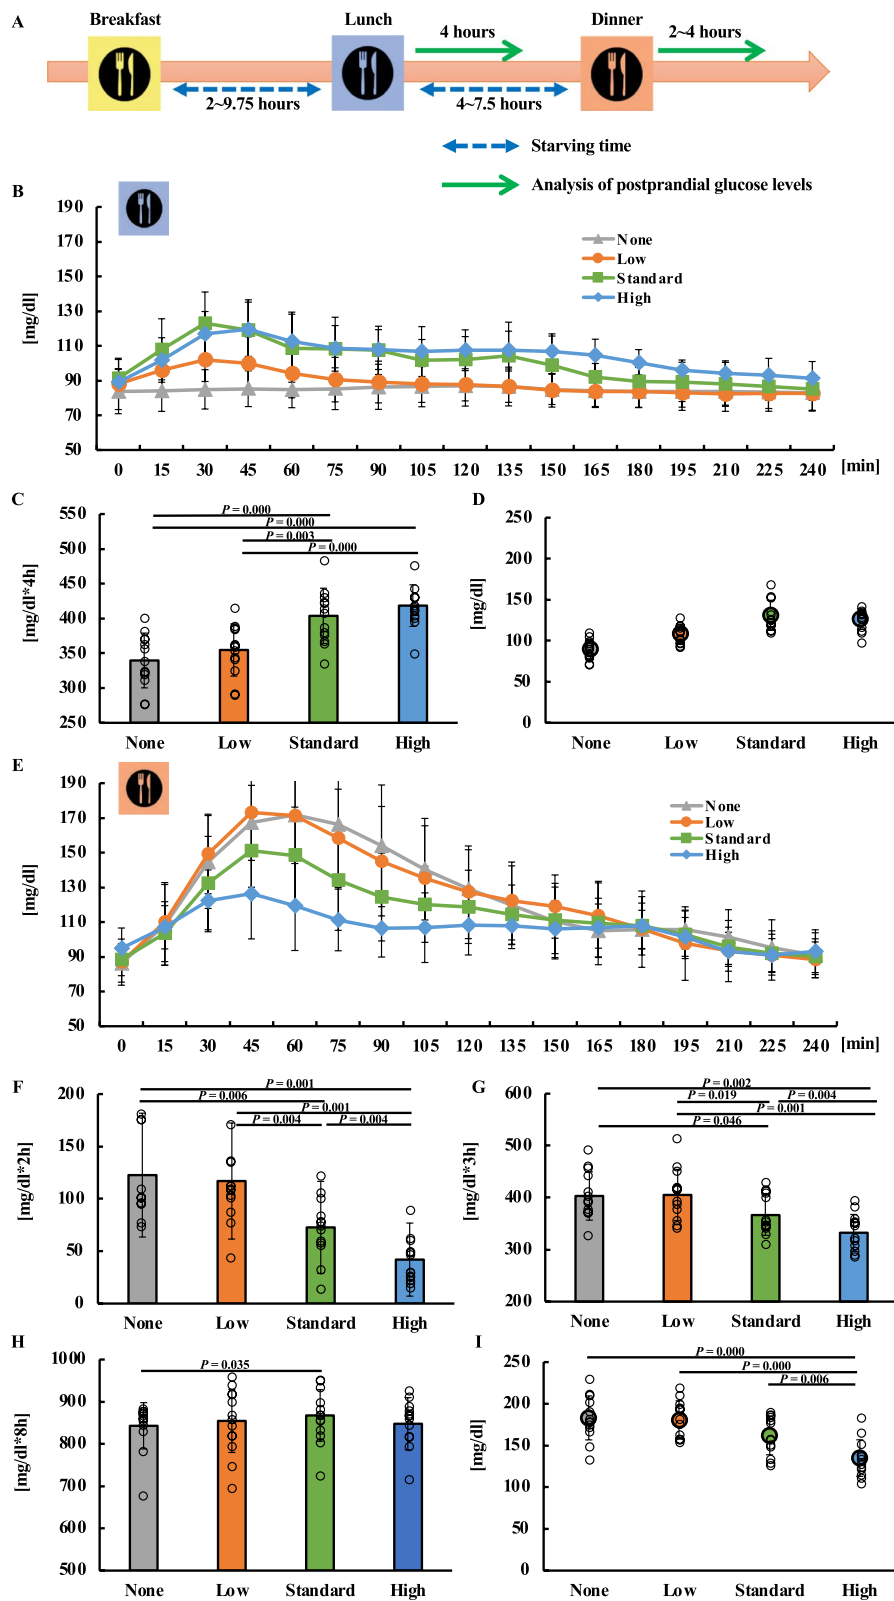 A
Breakfast
Lunch
Dinner
4 hours
2~4 hours
2~9.75 hours
4~7.5 hours
Starving time
Analysis of postprandial glucose levels
B
190
170
150
130
110
90
70
50
[mg/dl]
None
Low
Standard
High
0 15 30 45 60 75 90 105 120 135 150 165 180 195 210 225 240 [min]
C
550
500
450
400
350
300
250
[mg/dl*4h]
P = 0.000
P = 0.000
P = 0.003
P = 0.000
None Low Standard High
D
250
200
150
100
50
0
[mg/dl]
None Low Standard High
E
190
170
150
130
110
90
70
50
[mg/dl]
None
Low
Standard
High
0 15 30 45 60 75 90 105 120 135 150 165 180 195 210 225 240 [min]
F
200
150
100
50
0
[mg/dl*2h]
P = 0.001
P = 0.006
P = 0.001
P = 0.004 P = 0.004
None Low Standard High
G
600
500
400
300
200
[mg/dl*3h]
P = 0.002
P = 0.019 P = 0.004
P = 0.001
P = 0.046
None Low Standard High
H
1000
900
800
700
600
500
[mg/dl*8h]
P = 0.035
None Low Standard High
I
250
200
150
100
50
0
[mg/dl]
P = 0.000
P = 0.000
P = 0.006
None Low Standard High